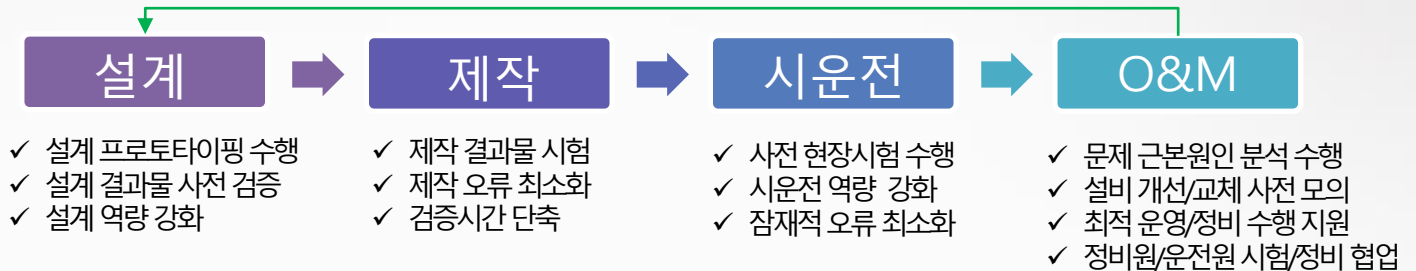 설계
제작
시운전
O&M
✓ 설계 프로토타이핑 수행
✓ 설계 결과물 사전 검증
✓ 설계 역량 강화
✓ 제작 결과물 시험
✓ 제작 오류 최소화
✓ 검증시간 단축
✓ 사전 현장시험 수행
✓ 시운전 역량 강화
✓ 잠재적 오류 최소화
✓ 문제 근본원인 분석 수행
✓ 설비 개선/교체 사전 모의
✓ 최적 운영/정비 수행 지원
✓ 정비원/운전원 시험/정비 협업